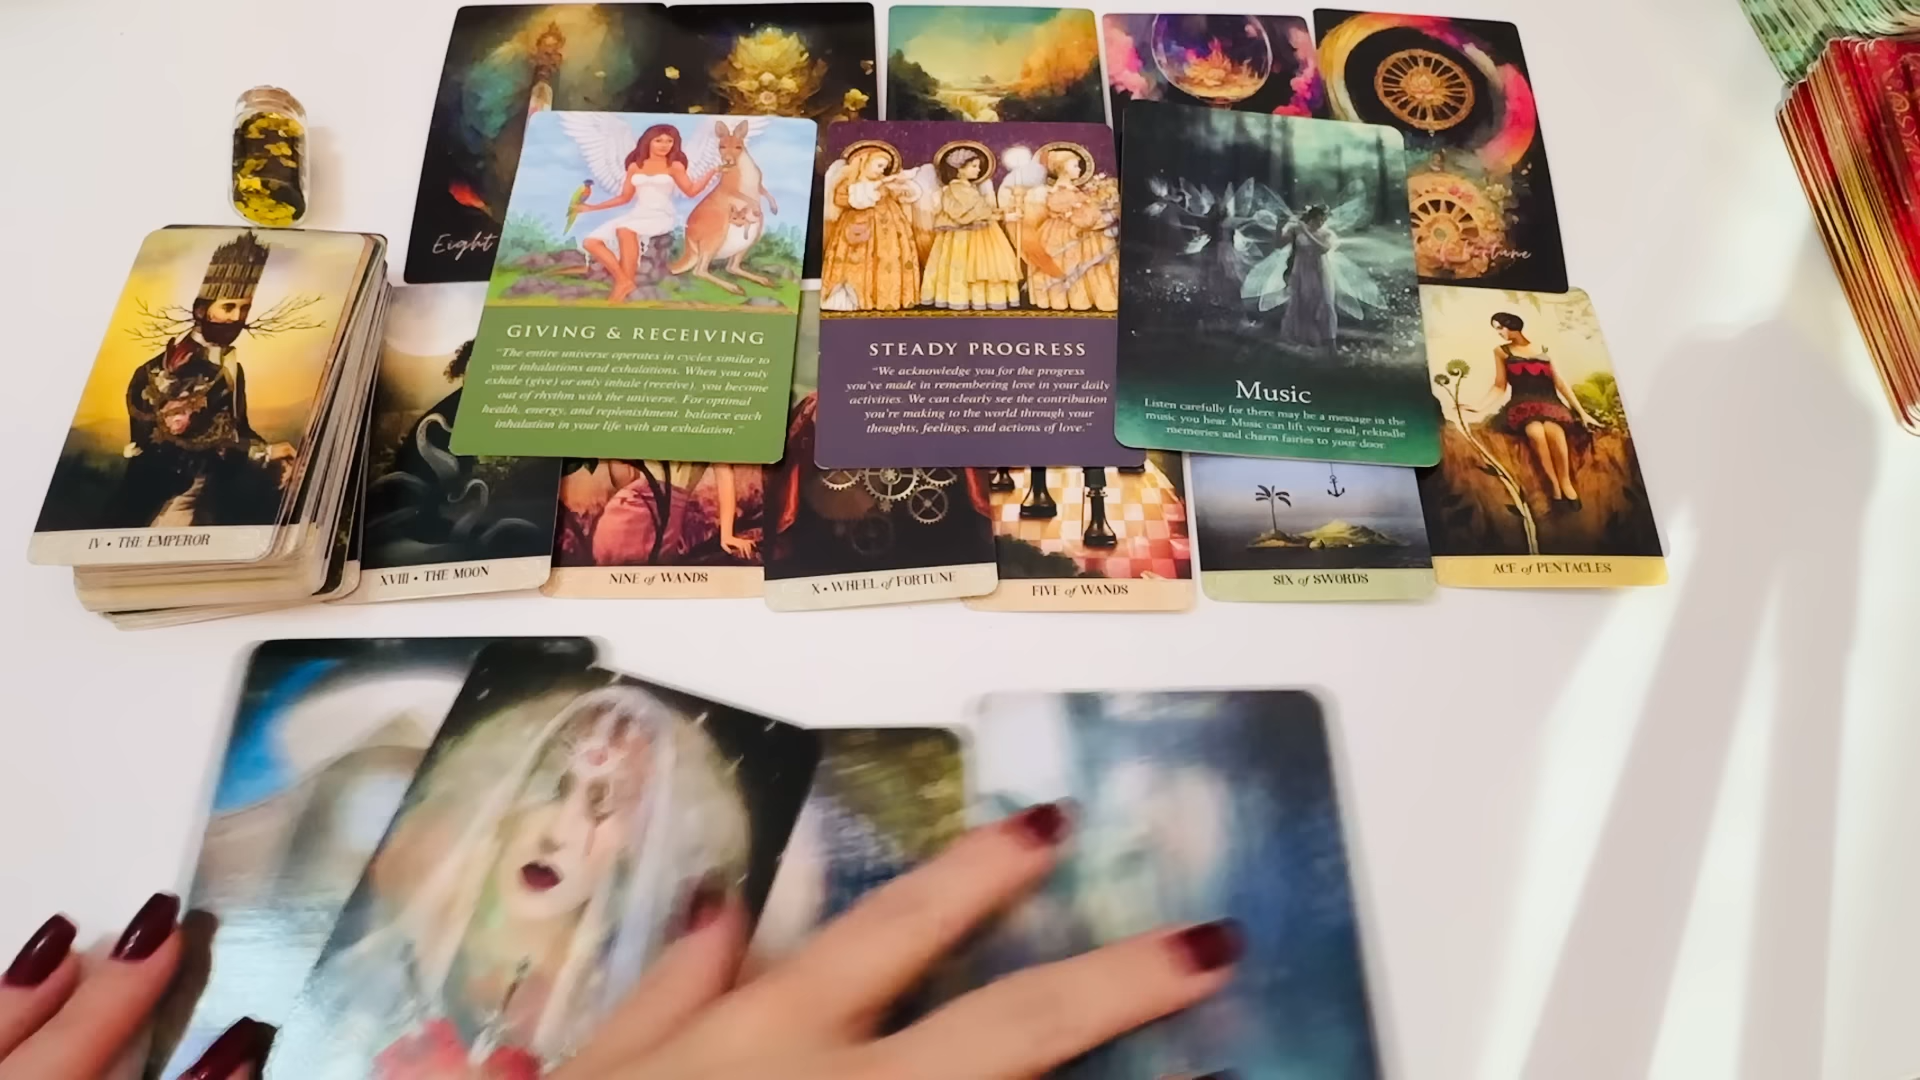 Eight
tune
GIVING & RECEIVING
"The entire universe operates in cycles similar to
your inhalations and exhalations. When you only
exhale (give) or only inhale (receive), you become
out of rhythm with the universe. For optimal
health, energy, and replenishment, balance each
inhalation in your life with an exhalation."
STEADY PROGRESS
"We acknowledge you for the progress
you've made in remembering love in your daily
activities. We can clearly see the contribution
you're making to the world through your
thoughts, feelings, and actions of love."
Music
Listen carefully for there may be a message in the
music you hear. Music can lift your soul, rekindle
memories and charm fairies to your door.
IV • THE EMPEROR
XVIII • THE MOON
NINE of WANDS
X • WHEEL of FORTUNE
FIVE of WANDS
SIX of SWORDS
ACE of PENTACLES